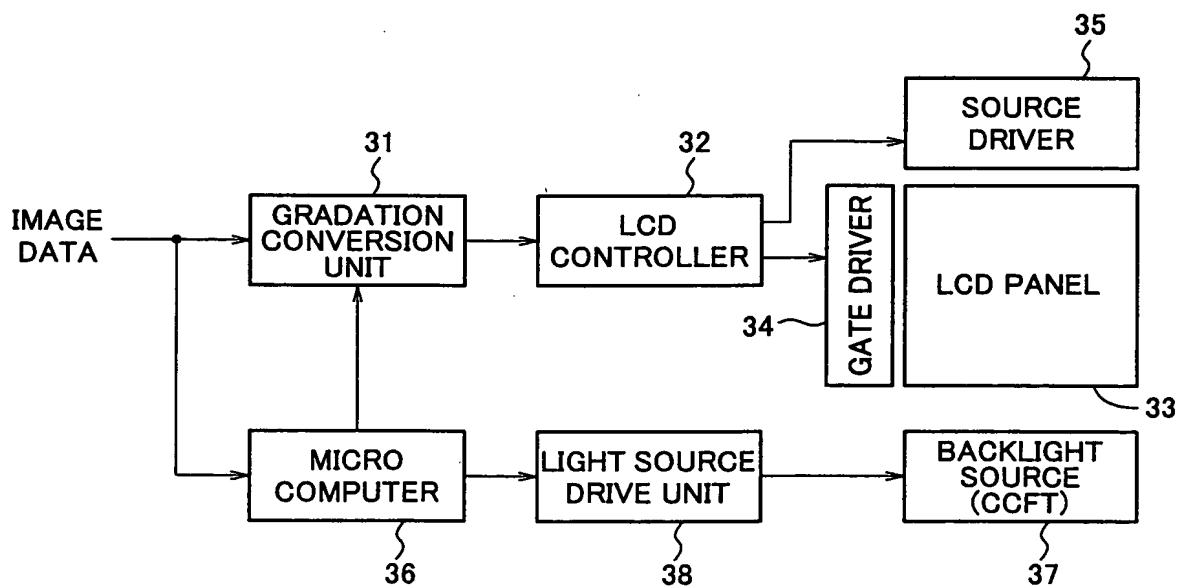 35
SOURCE
DRIVER
31
32
IMAGE
DATA
GRADATION
CONVERSION
UNIT
LCD
CONTROLLER
34
GATE DRIVER
LCD PANEL
33
MICRO
COMPUTER
LIGHT SOURCE
DRIVE UNIT
BACKLIGHT
SOURCE
(CCFT)
36
38
37